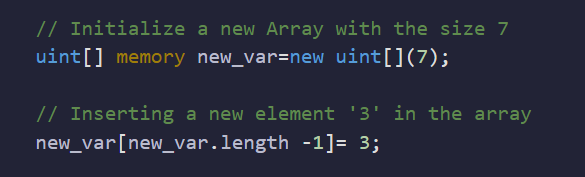 // Initialize a new Array with the size 7
uint[] memory new_var=new uint[](7);
// Inserting a new element '3' in the array
new_var[new_var.length -1]= 3;